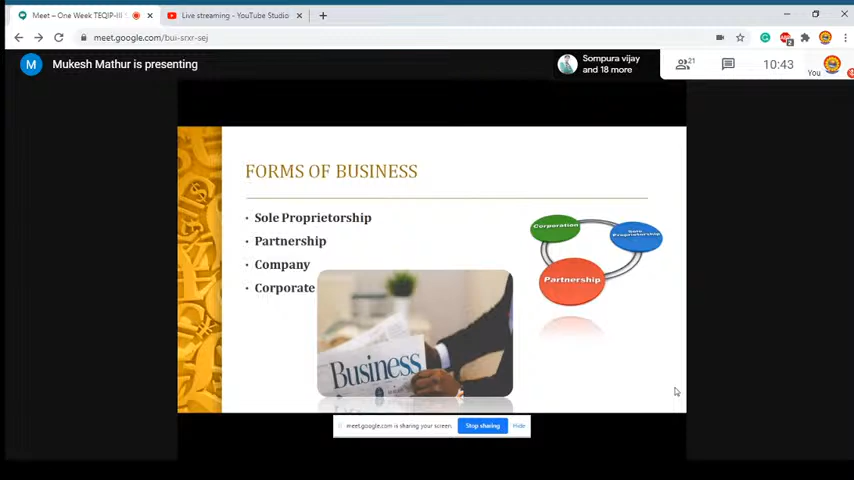 Meet – One Week TEQIP-III
Live streaming - YouTube Studio
meet.google.com/bui-srxr-sej
M
Mukesh Mathur is presenting
Sompura vijay
and 18 more
21
10:43
You
FORMS OF BUSINESS
• Sole Proprietorship
• Partnership
• Company
• Corporate
Corporation
Sole
Proprietorship
Partnership
Business
meet.google.com is sharing your screen.
Stop sharing
Hide